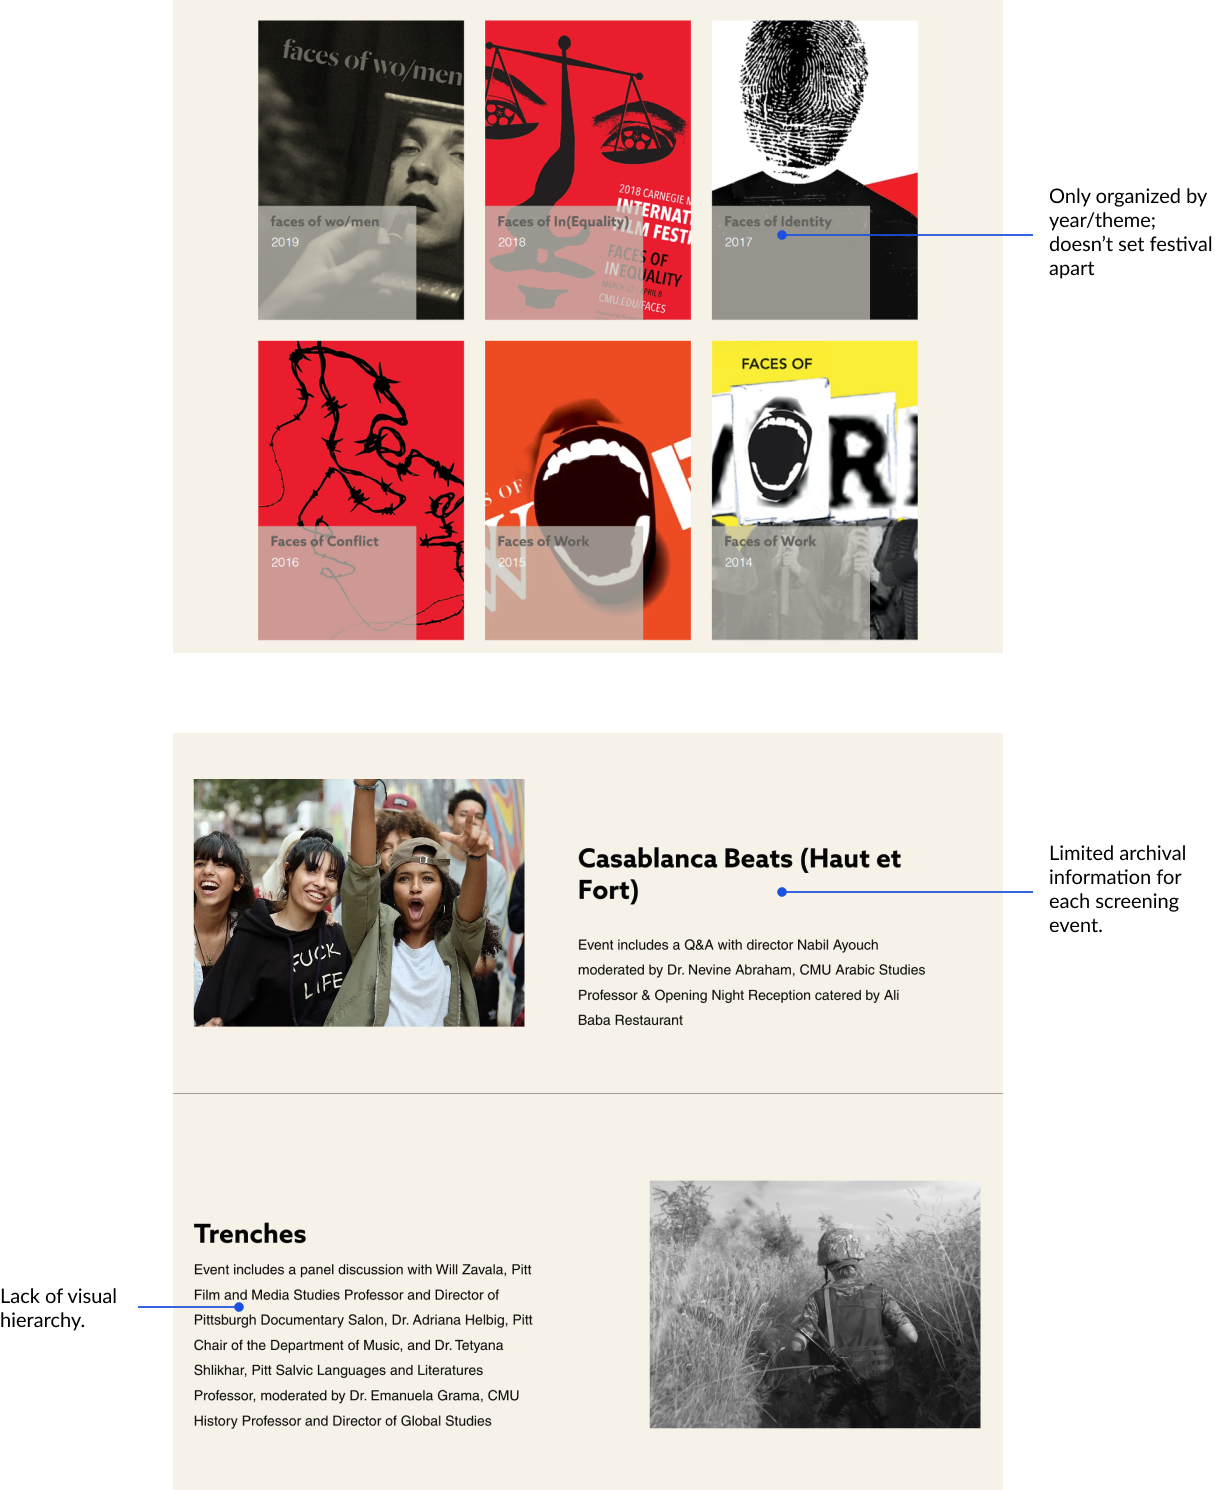 faces of wo/men
faces of wo/men
2019
2018 CARNEGIE M
INTERNAT
FILM FESTI
FACES OF
INEQUALITY
MARCH 22 - APRIL 8
CMU.EDU/FACES
Faces of In(Equality)
2018
Faces of Identity
2017
Only organized by
year/theme;
doesn’t set festival
apart
Faces of Conflict
2016
S OF
W
Faces of Work
2015
FACES OF
R
Faces of Work
2014
Casablanca Beats (Haut et
Fort)
Event includes a Q&A with director Nabil Ayouch
moderated by Dr. Nevine Abraham, CMU Arabic Studies
Professor & Opening Night Reception catered by Ali
Baba Restaurant
FUCK
LIFE
Limited archival
information for
each screening
event.
Trenches
Event includes a panel discussion with Will Zavala, Pitt
Film and Media Studies Professor and Director of
Pittsburgh Documentary Salon, Dr. Adriana Helbig, Pitt
Chair of the Department of Music, and Dr. Tetyana
Shlikhar, Pitt Salvic Languages and Literatures
Professor, moderated by Dr. Emanuela Grama, CMU
History Professor and Director of Global Studies
Lack of visual
hierarchy.